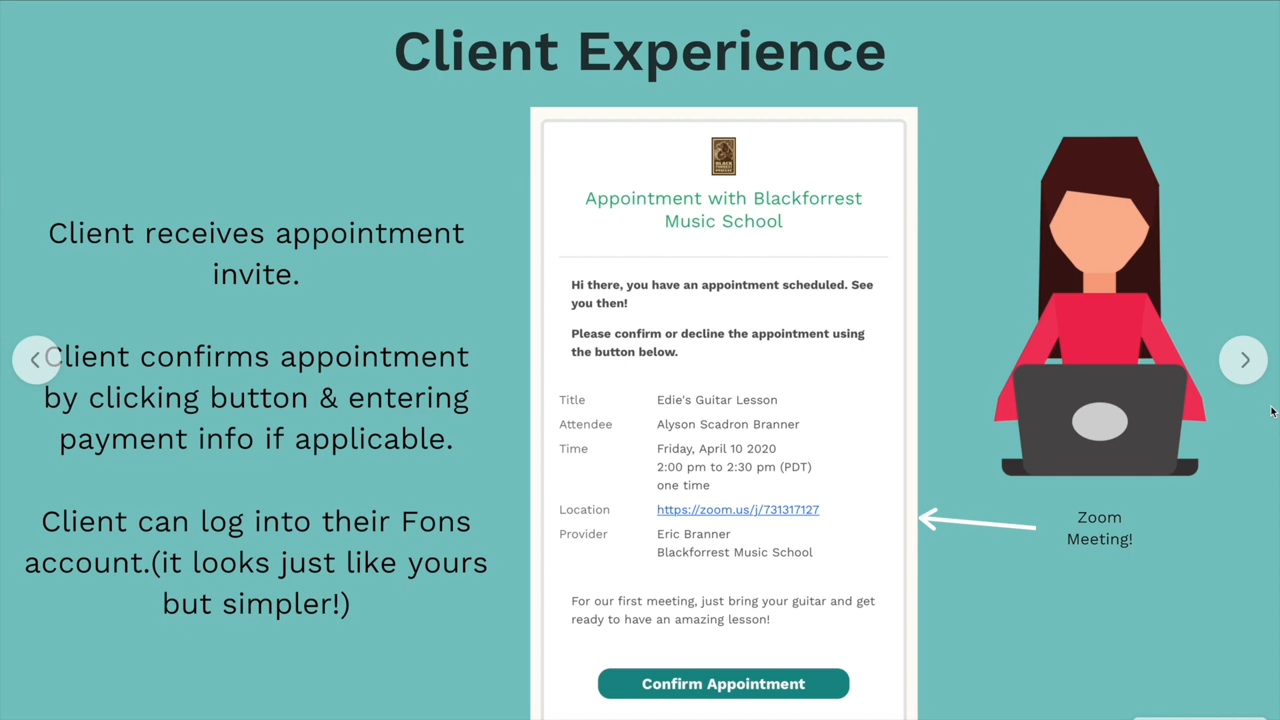 Client Experience
Client receives appointment
invite.
Client confirms appointment
by clicking button & entering
payment info if applicable.
Client can log into their Fons
account.(it looks just like yours
but simpler!)
Appointment with Blackforrest
Music School
Hi there, you have an appointment scheduled. See
you then!
Please confirm or decline the appointment using
the button below.
Title Edie's Guitar Lesson
Attendee Alyson Scadron Branner
Time Friday, April 10 2020
2:00 pm to 2:30 pm (PDT)
one time
Location https://zoom.us/j/731317127
Provider Eric Branner
Blackforrest Music School
For our first meeting, just bring your guitar and get
ready to have an amazing lesson!
Confirm Appointment
Zoom
Meeting!